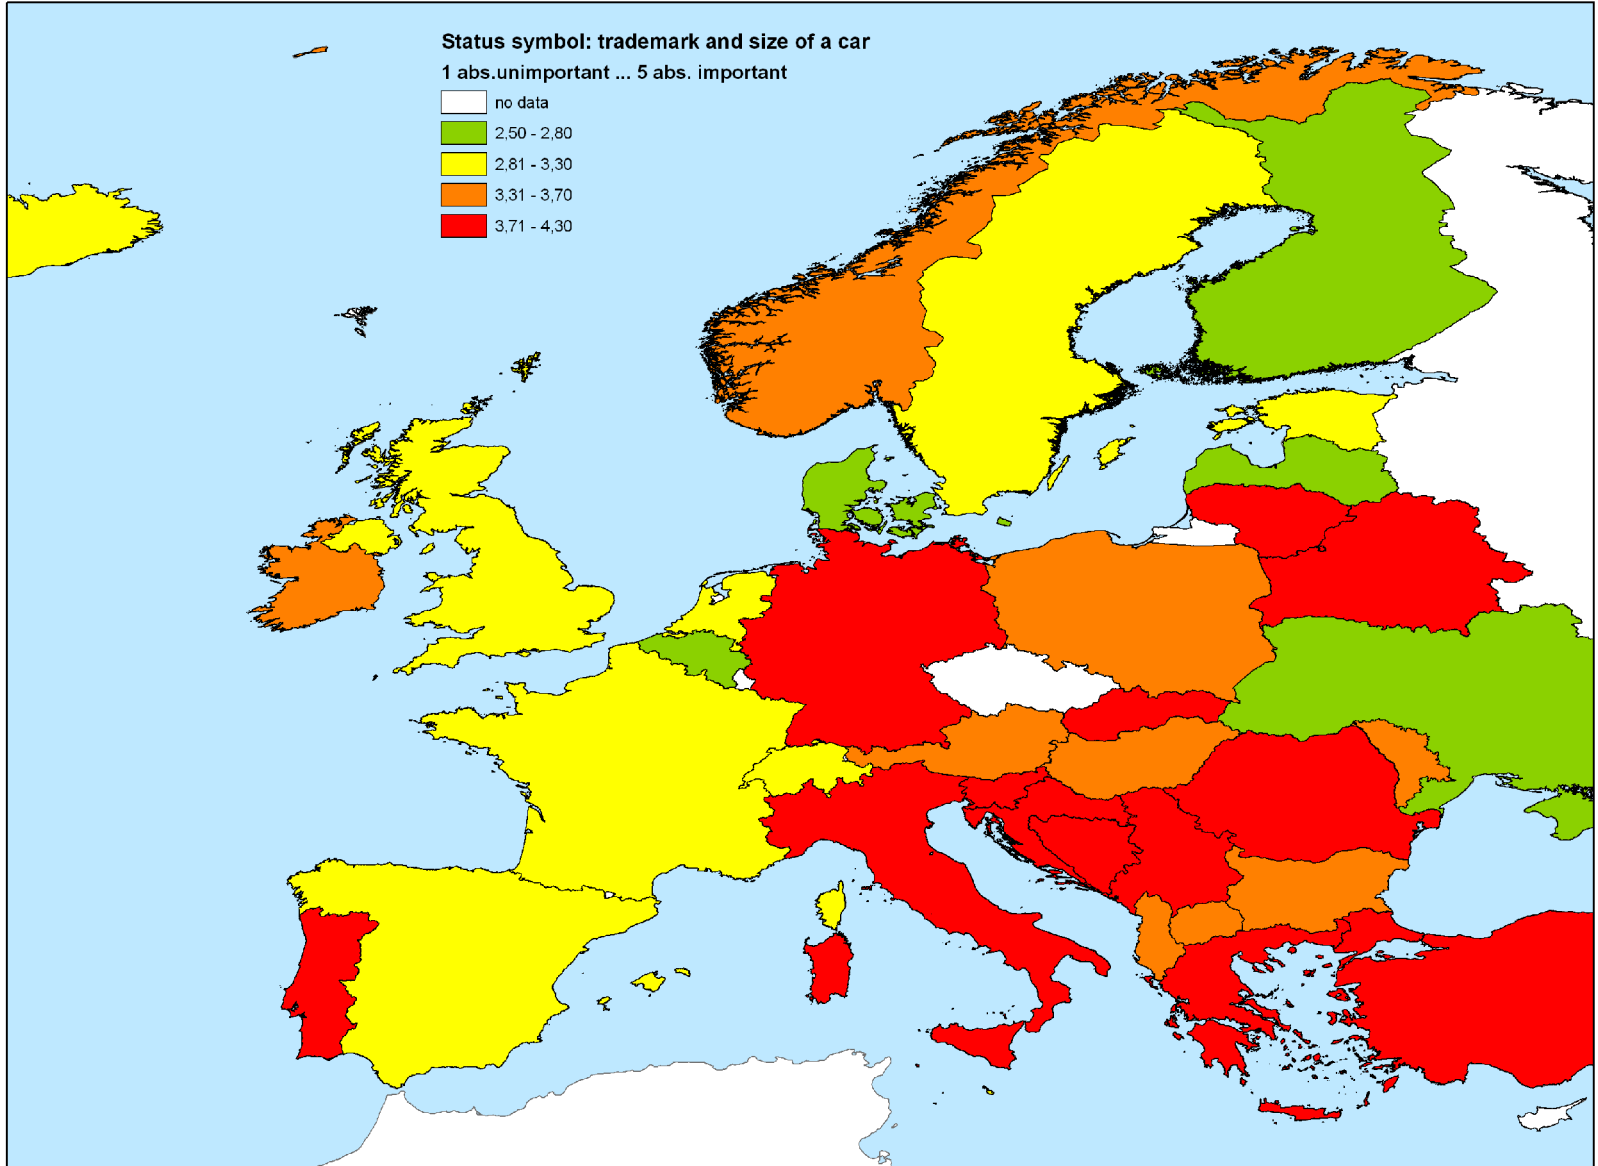 Status symbol: trademark and size of a car
1 abs.unimportant ... 5 abs. important
no data
2,50 - 2,80
2,81 - 3,30
3,31 - 3,70
3,71 - 4,30